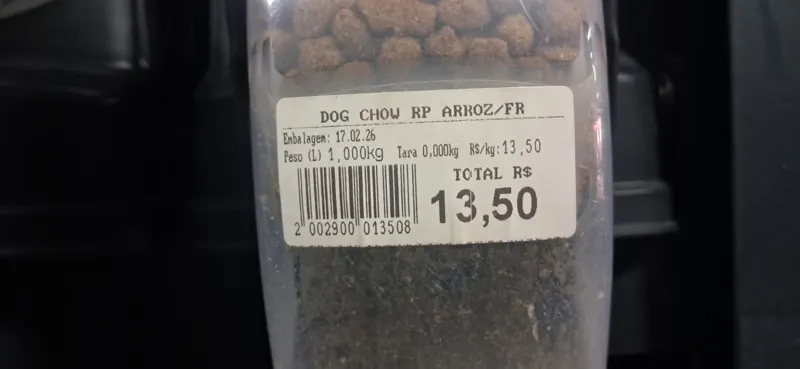 DOG CHOW RP ARROZ/FR
Embalagem: 17.02.26
Peso (L) 1,000kg Tara 0,000kg R$/kg:13,50
TOTAL R$
13,50
2 002900 013508